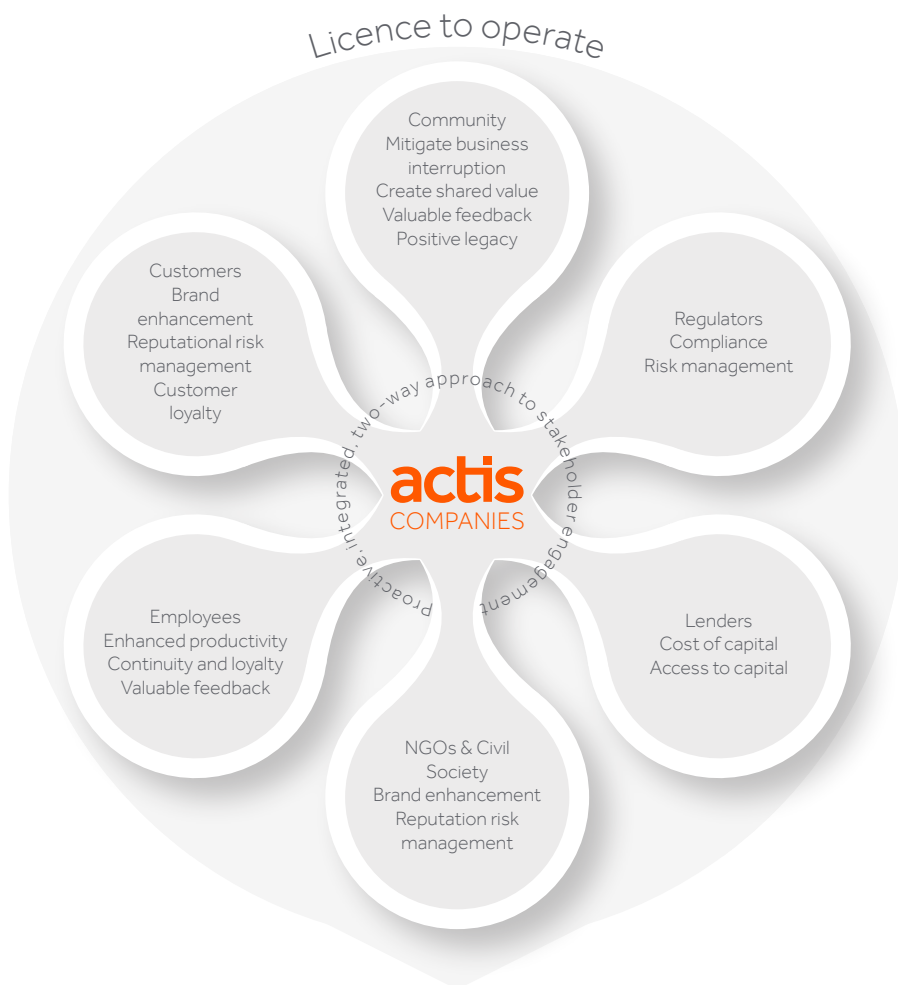 Licence to operate
Community
Mitigate business
interruption
Create shared value
Valuable feedback
Positive legacy
Customers
Brand
enhancement
Reputational risk
management
Customer
loyalty
Regulators
Compliance
Risk management
Proactive, integrated, two-way approach to stakeholder engagement
actis
COMPANIES
Employees
Enhanced productivity
Continuity and loyalty
Valuable feedback
Lenders
Cost of capital
Access to capital
NGOs & Civil
Society
Brand enhancement
Reputation risk
management